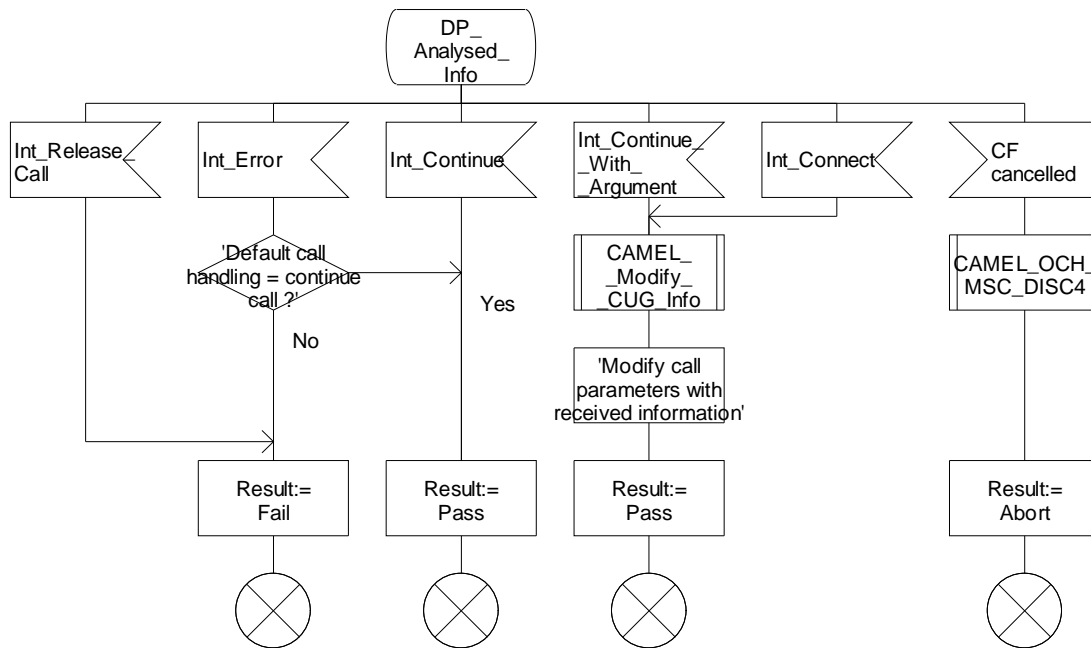 DP_
Analysed_
Info
Int_Release_
Call
Int_Error
Int_Continue
Int_Continue_
_With_
_Argument
Int_Connect
CF
cancelled
'Default call
handling = continue
call ?'
Yes
No
CAMEL_
_Modify_
_CUG_Info
CAMEL_OCH_
MSC_DISC4
'Modify call
parameters with
received information'
Result:=
Fail
Result:=
Pass
Result:=
Pass
Result:=
Abort